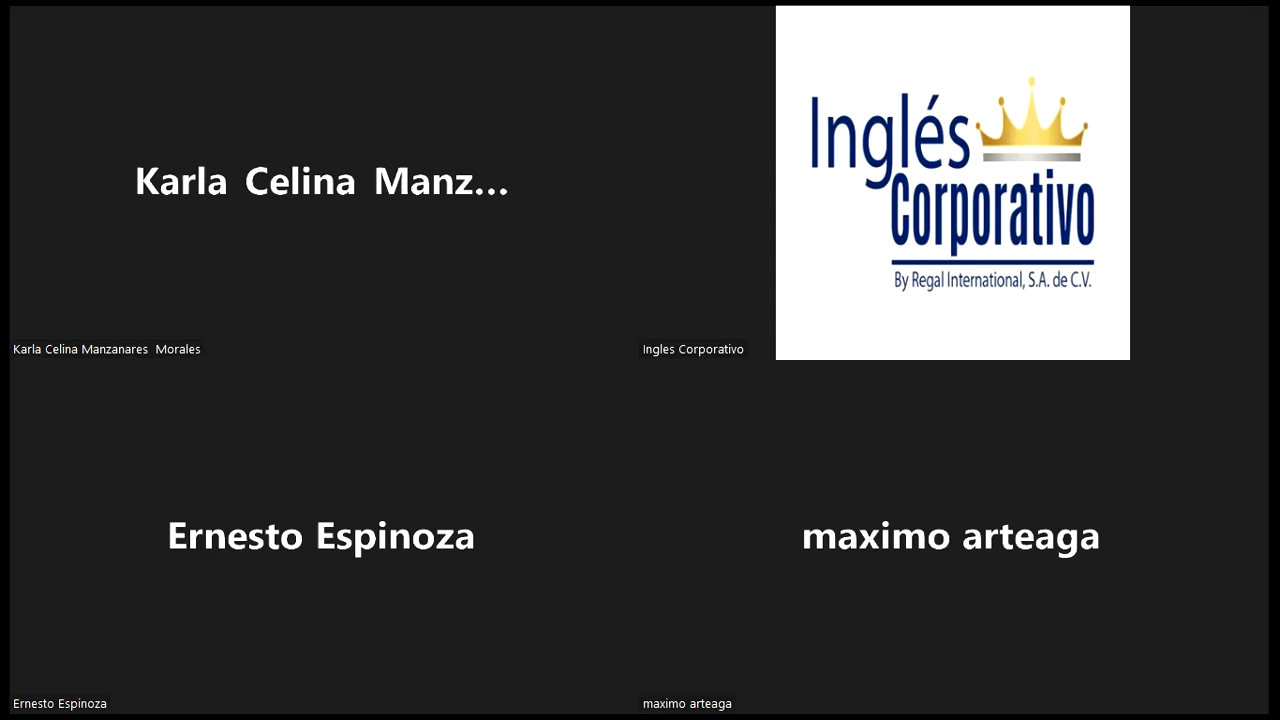 Karla Celina Manz...
Karla Celina Manzanares Morales
Inglés
Corporativo
By Regal International, S.A. de C.V.
Ingles Corporativo
Ernesto Espinoza
Ernesto Espinoza
maximo arteaga
maximo arteaga